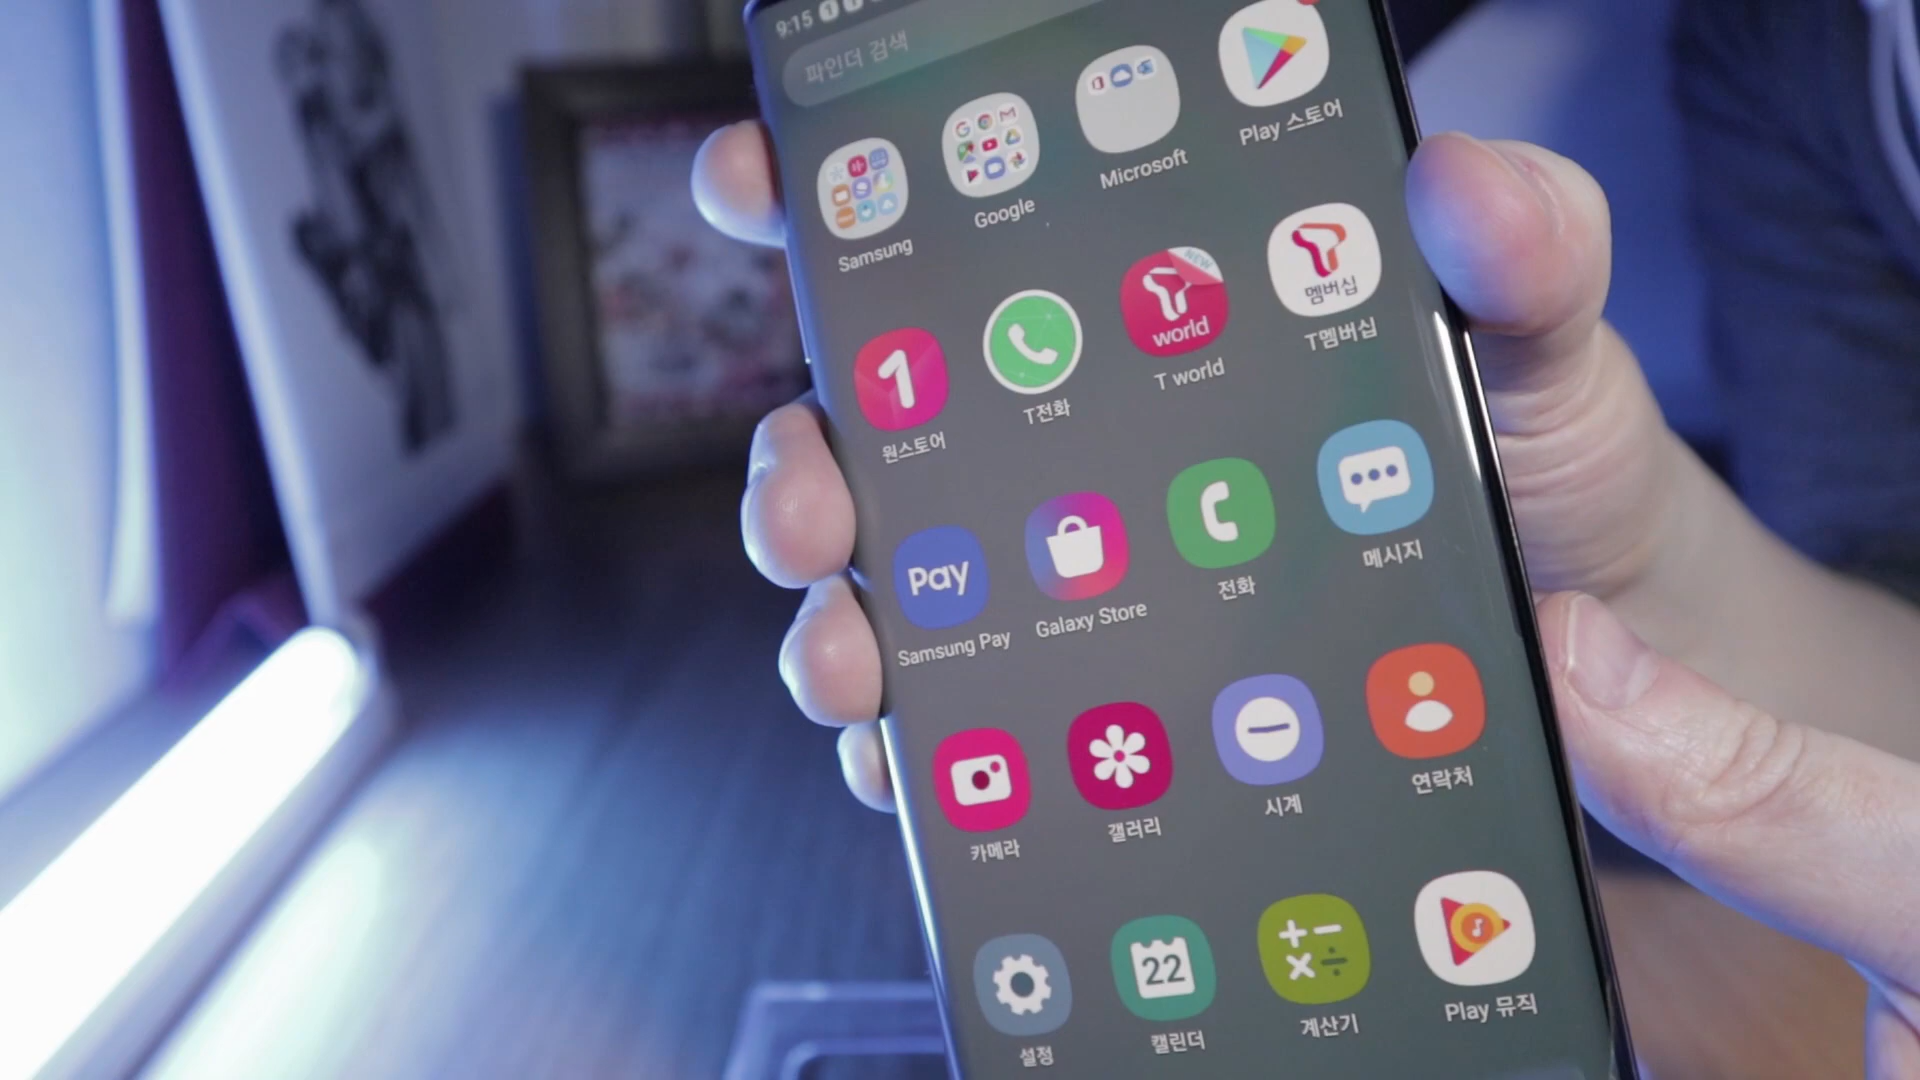 9:15
파인더 검색
Samsung
Google
Microsoft
Play 스토어
1
원스토어
T전화
NEW
T world
T world
T 멤버십
T멤버십
Pay
Samsung Pay
Galaxy Store
전화
메시지
카메라
갤러리
시계
연락처
설정
22
캘린더
계산기
Play 뮤직